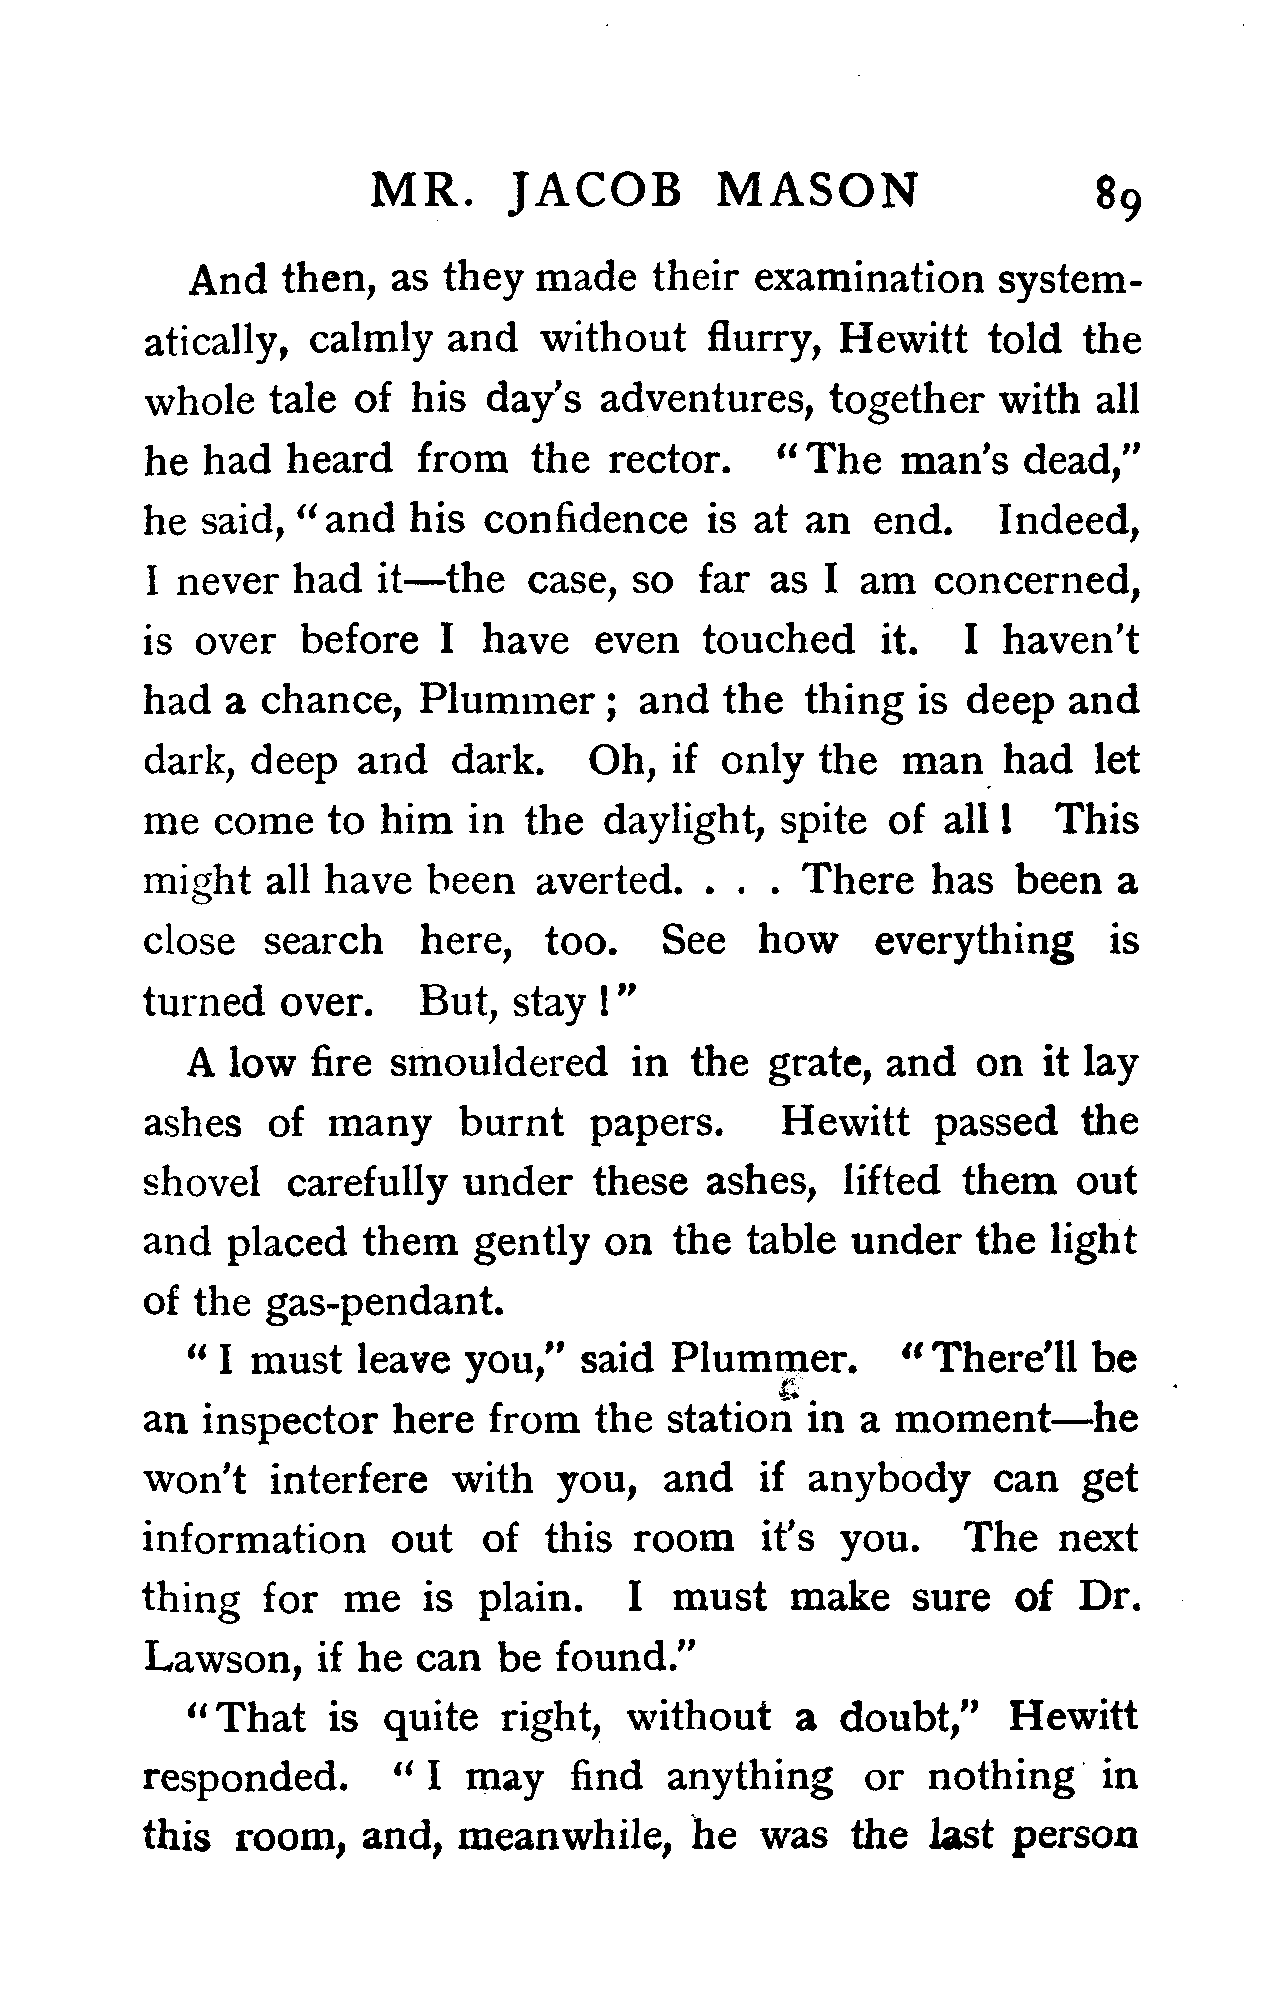 MR. JACOB MASON 89
And then, as they made their examination system-
atically, calmly and without flurry, Hewitt told the
whole tale of his day's adventures, together with all
he had heard from the rector. "The man's dead,"
he said, "and his confidence is at an end. Indeed,
I never had it—the case, so far as I am concerned,
is over before I have even touched it. I haven't
had a chance, Plummer; and the thing is deep and
dark, deep and dark. Oh, if only the man had let
me come to him in the daylight, spite of all! This
might all have been averted. . . . There has been a
close search here, too. See how everything is
turned over. But, stay!"
A low fire smouldered in the grate, and on it lay
ashes of many burnt papers. Hewitt passed the
shovel carefully under these ashes, lifted them out
and placed them gently on the table under the light
of the gas-pendant.
"I must leave you," said Plummer. "There'll be
an inspector here from the station in a moment—he
won't interfere with you, and if anybody can get
information out of this room it's you. The next
thing for me is plain. I must make sure of Dr.
Lawson, if he can be found."
"That is quite right, without a doubt," Hewitt
responded. "I may find anything or nothing in
this room, and, meanwhile, he was the last person